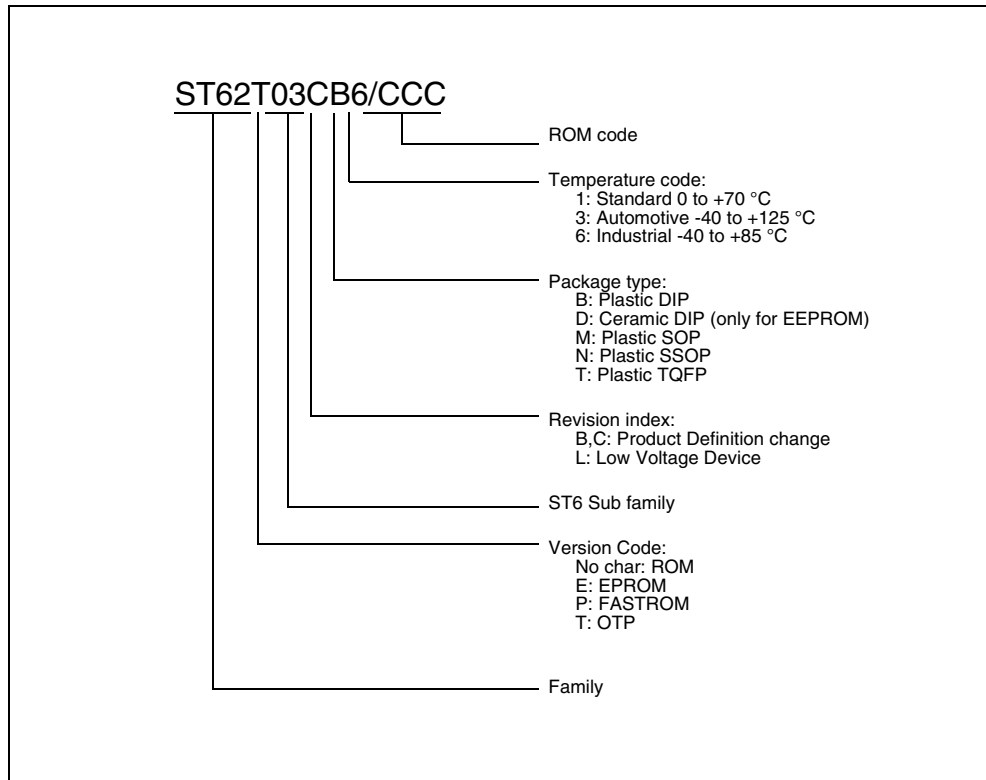 ST62T03CB6/CCC
ROM code
Temperature code:
1: Standard 0 to +70 °C
3: Automotive -40 to +125 °C
6: Industrial -40 to +85 °C
Package type:
B: Plastic DIP
D: Ceramic DIP (only for EEPROM)
M: Plastic SOP
N: Plastic SSOP
T: Plastic TQFP
Revision index:
B,C: Product Definition change
L: Low Voltage Device
ST6 Sub family
Version Code:
No char: ROM
E: EPROM
P: FASTROM
T: OTP
Family